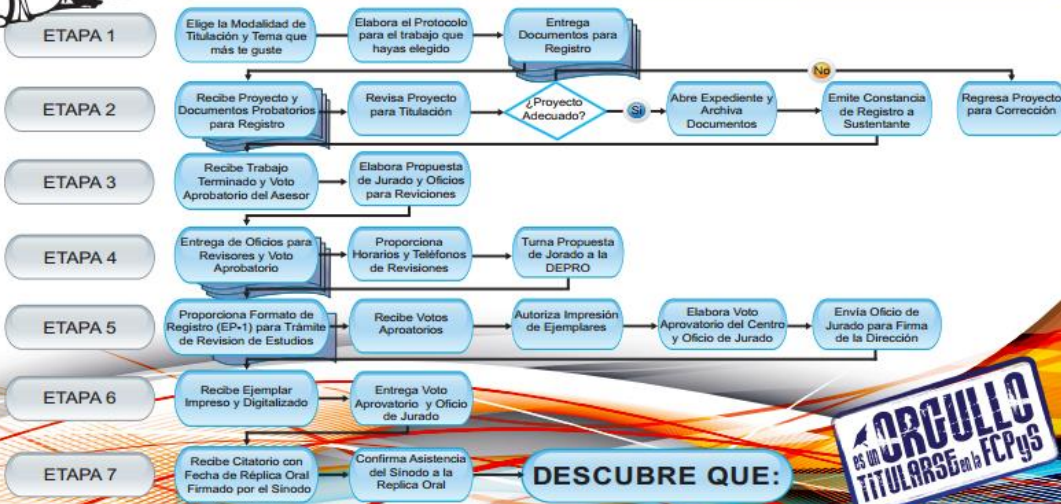 ETAPA 1
Elige la Modalidad de
Titulación y Tema que
más te guste
Elabora el Protocolo
para el trabajo que
hayas elegido
Entrega
Documentos para
Registro
No
ETAPA 2
Recibe Proyecto y
Documentos Probatorios
para Registro
Revisa Proyecto
para Titulación
¿Proyecto
Adecuado?
Si
Abre Expediente y
Archiva
Documentos
Emite Constancia
de Registro a
Sustentante
Regresa Proyecto
para Corrección
ETAPA 3
Recibe Trabajo
Terminado y Voto
Aprobatorio del Asesor
Elabora Propuesta
de Jurado y Oficios
para Reviciones
ETAPA 4
Entrega de Oficios para
Revisores y Voto
Aprobatorio
Proporciona
Horarios y Teléfonos
de Revisiones
Turna Propuesta
de Jorado a la
DEPRO
ETAPA 5
Proporciona Formato de
Registro (EP-1) para Trámite
de Revision de Estudios
Recibe Votos
Aproatorios
Autoriza Impresión
de Ejemplares
Elabora Voto
Aprovatorio del Centro
y Oficio de Jurado
Envía Oficio de
Jurado para Firma
de la Dirección
ETAPA 6
Recibe Ejemplar
Impreso y Digitalizado
Entrega Voto
Aprovatorio y Oficio
de Jurado
ETAPA 7
Recibe Citatorio con
Fecha de Réplica Oral
Firmado por el Sínodo
Confirma Asistencia
del Sínodo a la
Replica Oral
DESCUBRE QUE:
es un ORGULLO
TITULARSE en la FCPyS